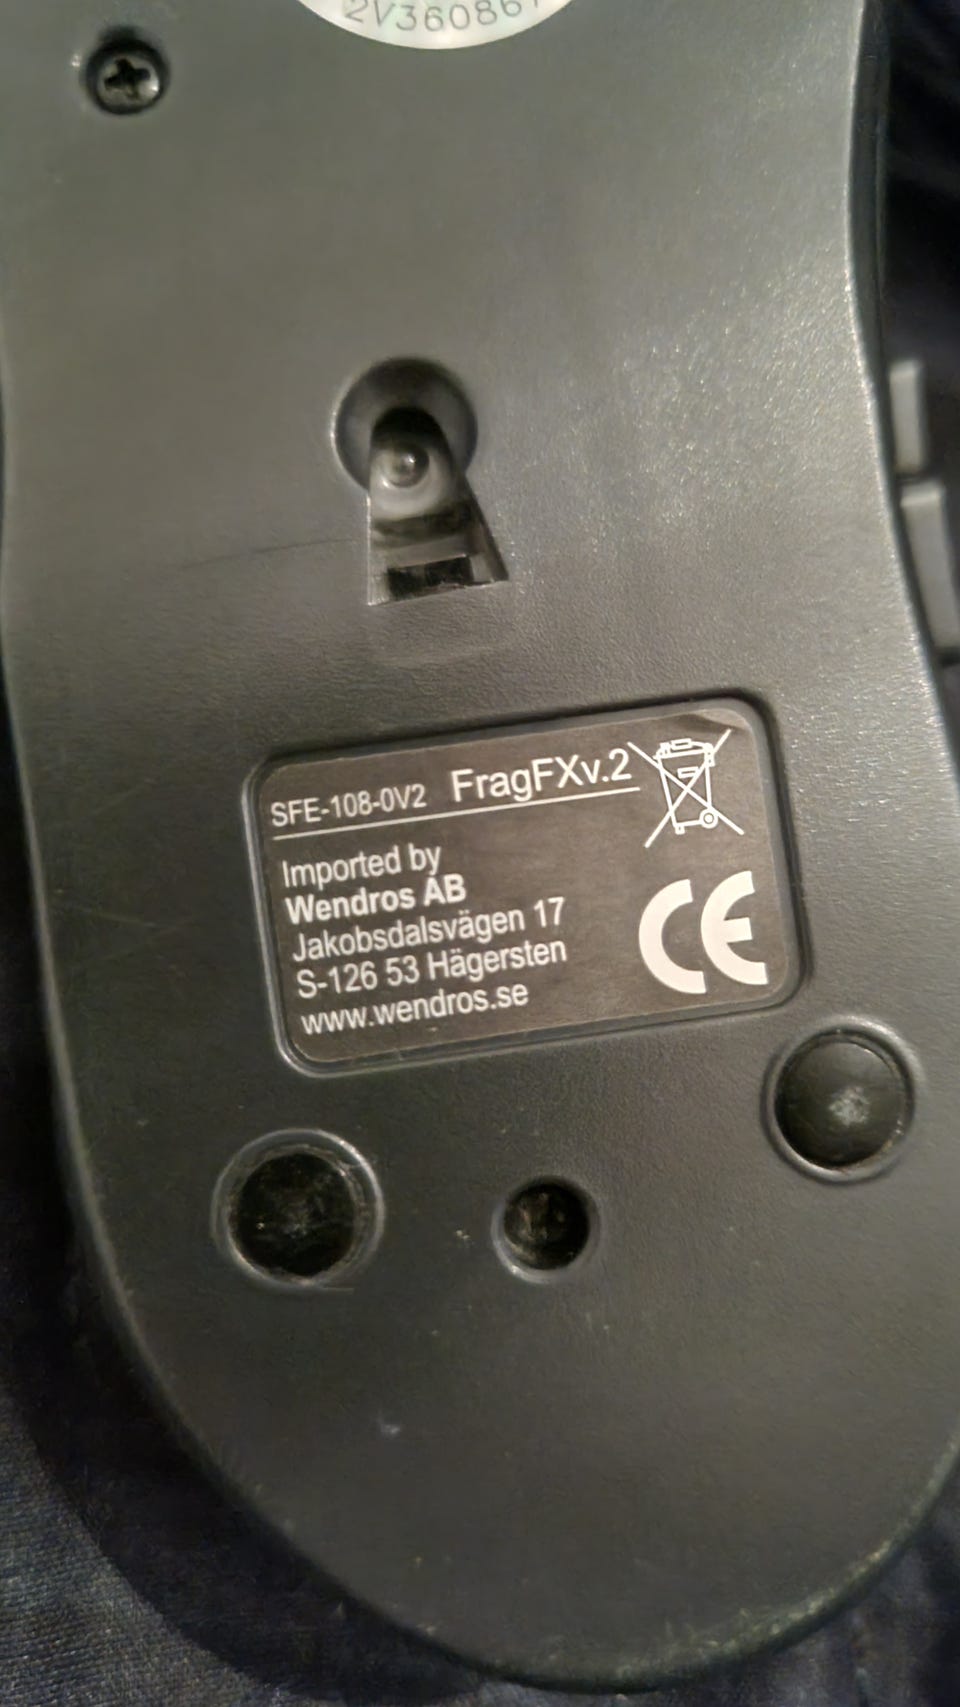 2V36086
SFE-108-0V2 FragFXv.2
Imported by
Wendros AB
Jakobsdalsvägen 17
S-126 53 Hägersten
www.wendros.se
CE